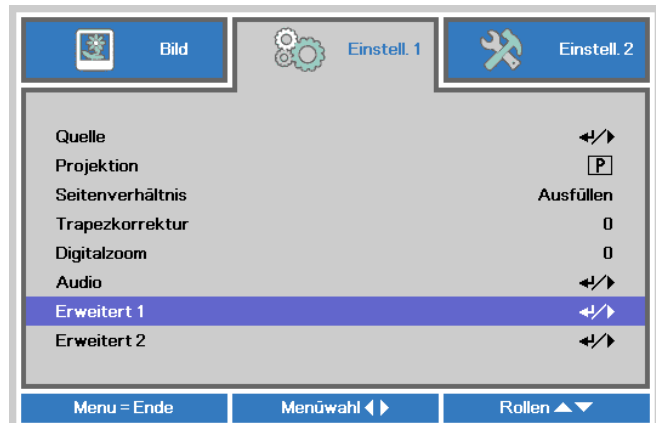 Bild
Einstell. 1
Einstell. 2
Quelle ↵/▶
Projektion P
Seitenverhältnis Ausfüllen
Trapezkorrektur 0
Digitalzoom 0
Audio ↵/▶
Erweitert 1 ↵/▶
Erweitert 2 ↵/▶
Menu = Ende Menüwahl ◀▶ Rollen ▲▼